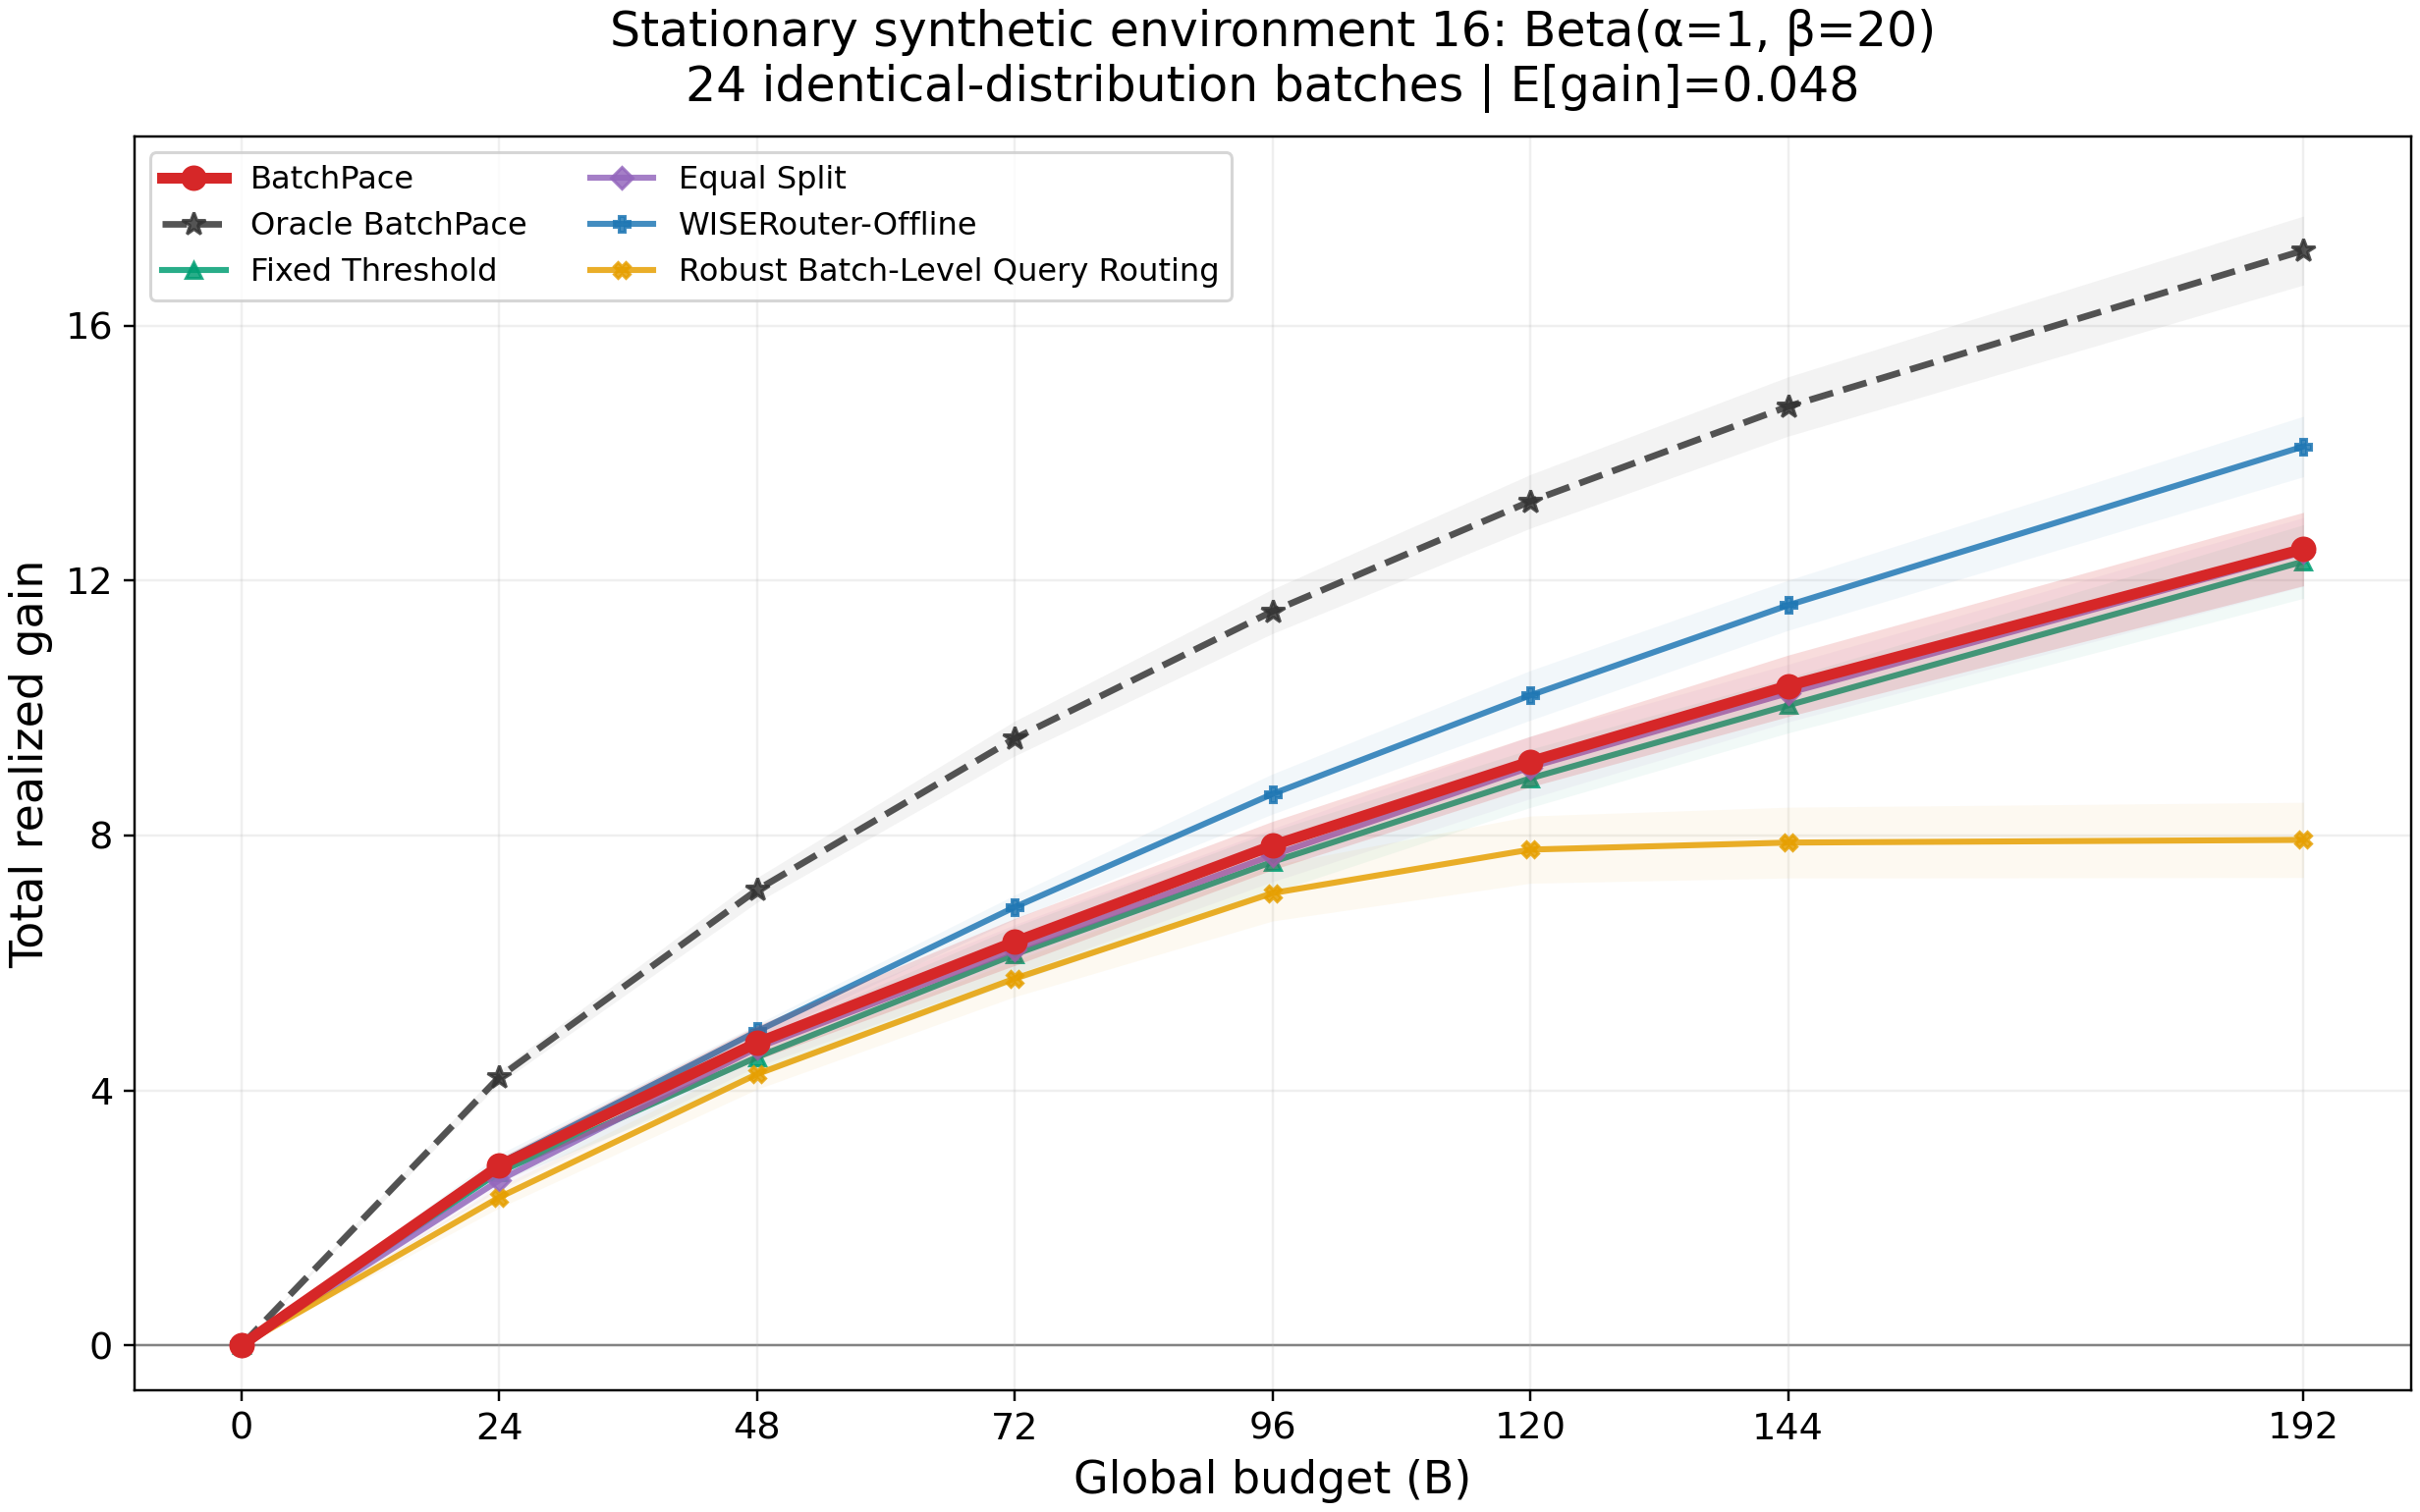 Stationary synthetic environment 16: Beta(α=1, β=20)
24 identical-distribution batches | E[gain]=0.048
BatchPace
Oracle BatchPace
Fixed Threshold
Equal Split
WISERouter-Offline
Robust Batch-Level Query Routing
Total realized gain
16
12
8
4
0
0 24 48 72 96 120 144 192
Global budget (B)